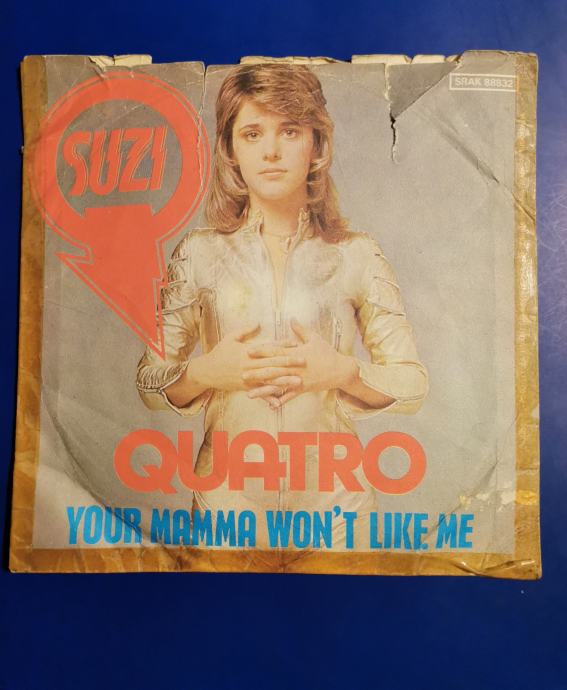 SRAK 88832
SUZI
QUATRO
YOUR MAMMA WON'T LIKE ME